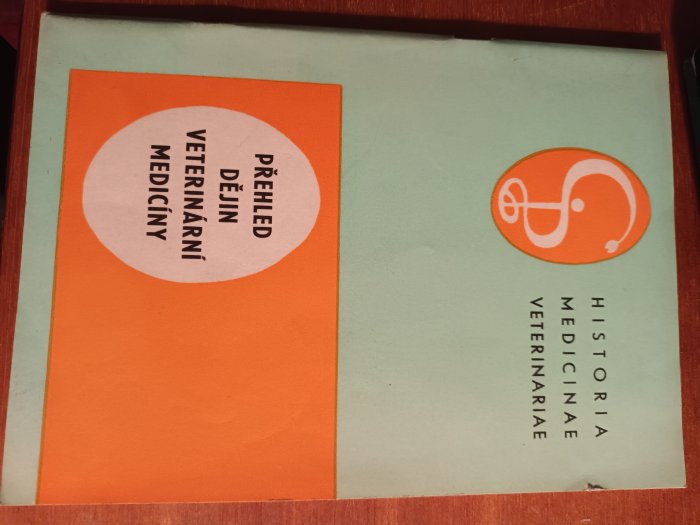 HISTORIA
MEDICINAE
VETERINARIAE
PŘEHLED
DĚJIN
VETERINÁRNÍ
MEDICÍNY